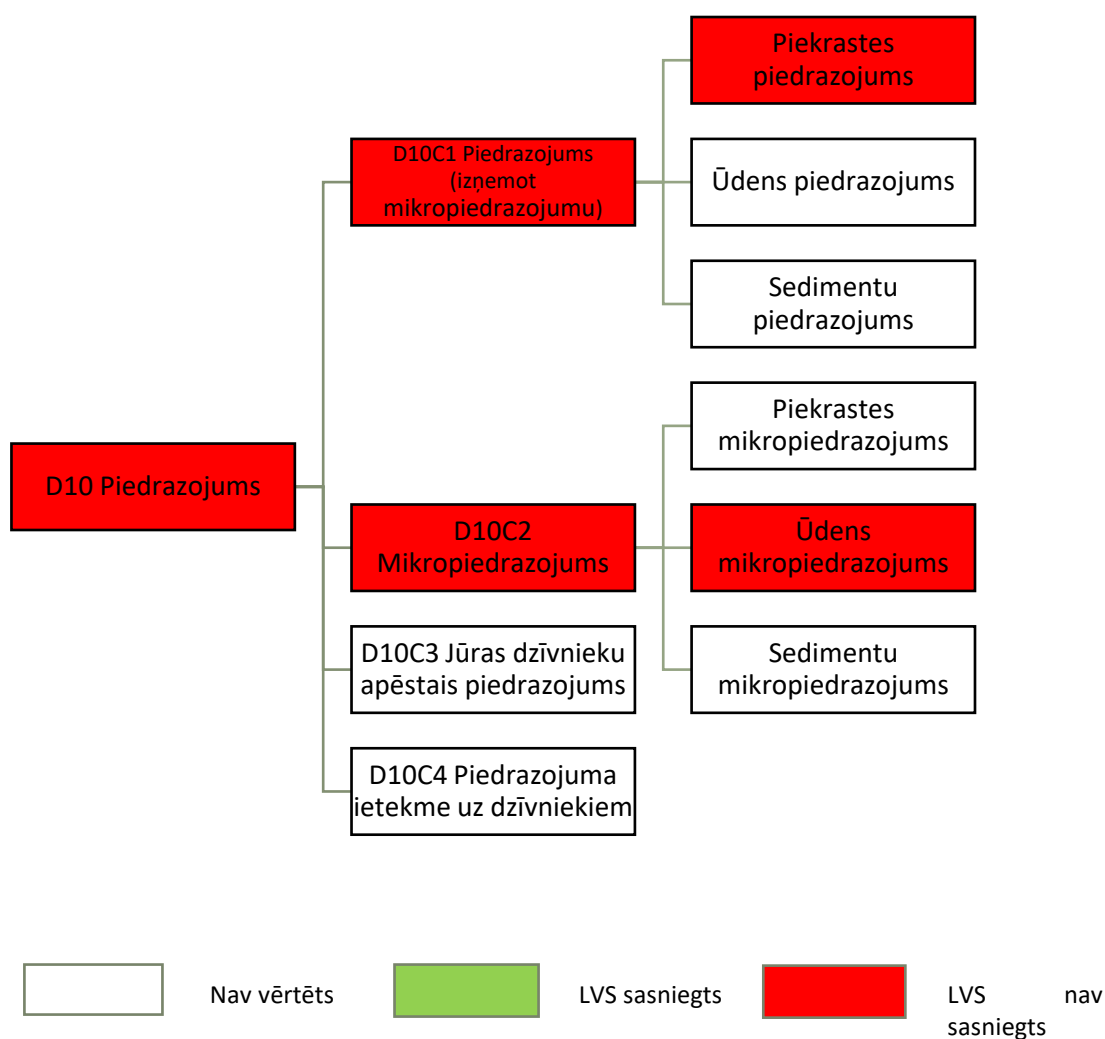 Piekrastes
piedrazojums
D10C1 Piedrazojums
(izņemot
mikropiedrazojumu)
Ūdens piedrazojums
Sedimentu
piedrazojums
Piekrastes
mikropiedrazojums
D10 Piedrazojums
D10C2
Mikropiedrazojums
Ūdens
mikropiedrazojums
D10C3 Jūras dzīvnieku
apēstais piedrazojums
Sedimentu
mikropiedrazojums
D10C4 Piedrazojuma
ietekme uz dzīvniekiem
Nav vērtēts
LVS sasniegts
LVS nav
sasniegts